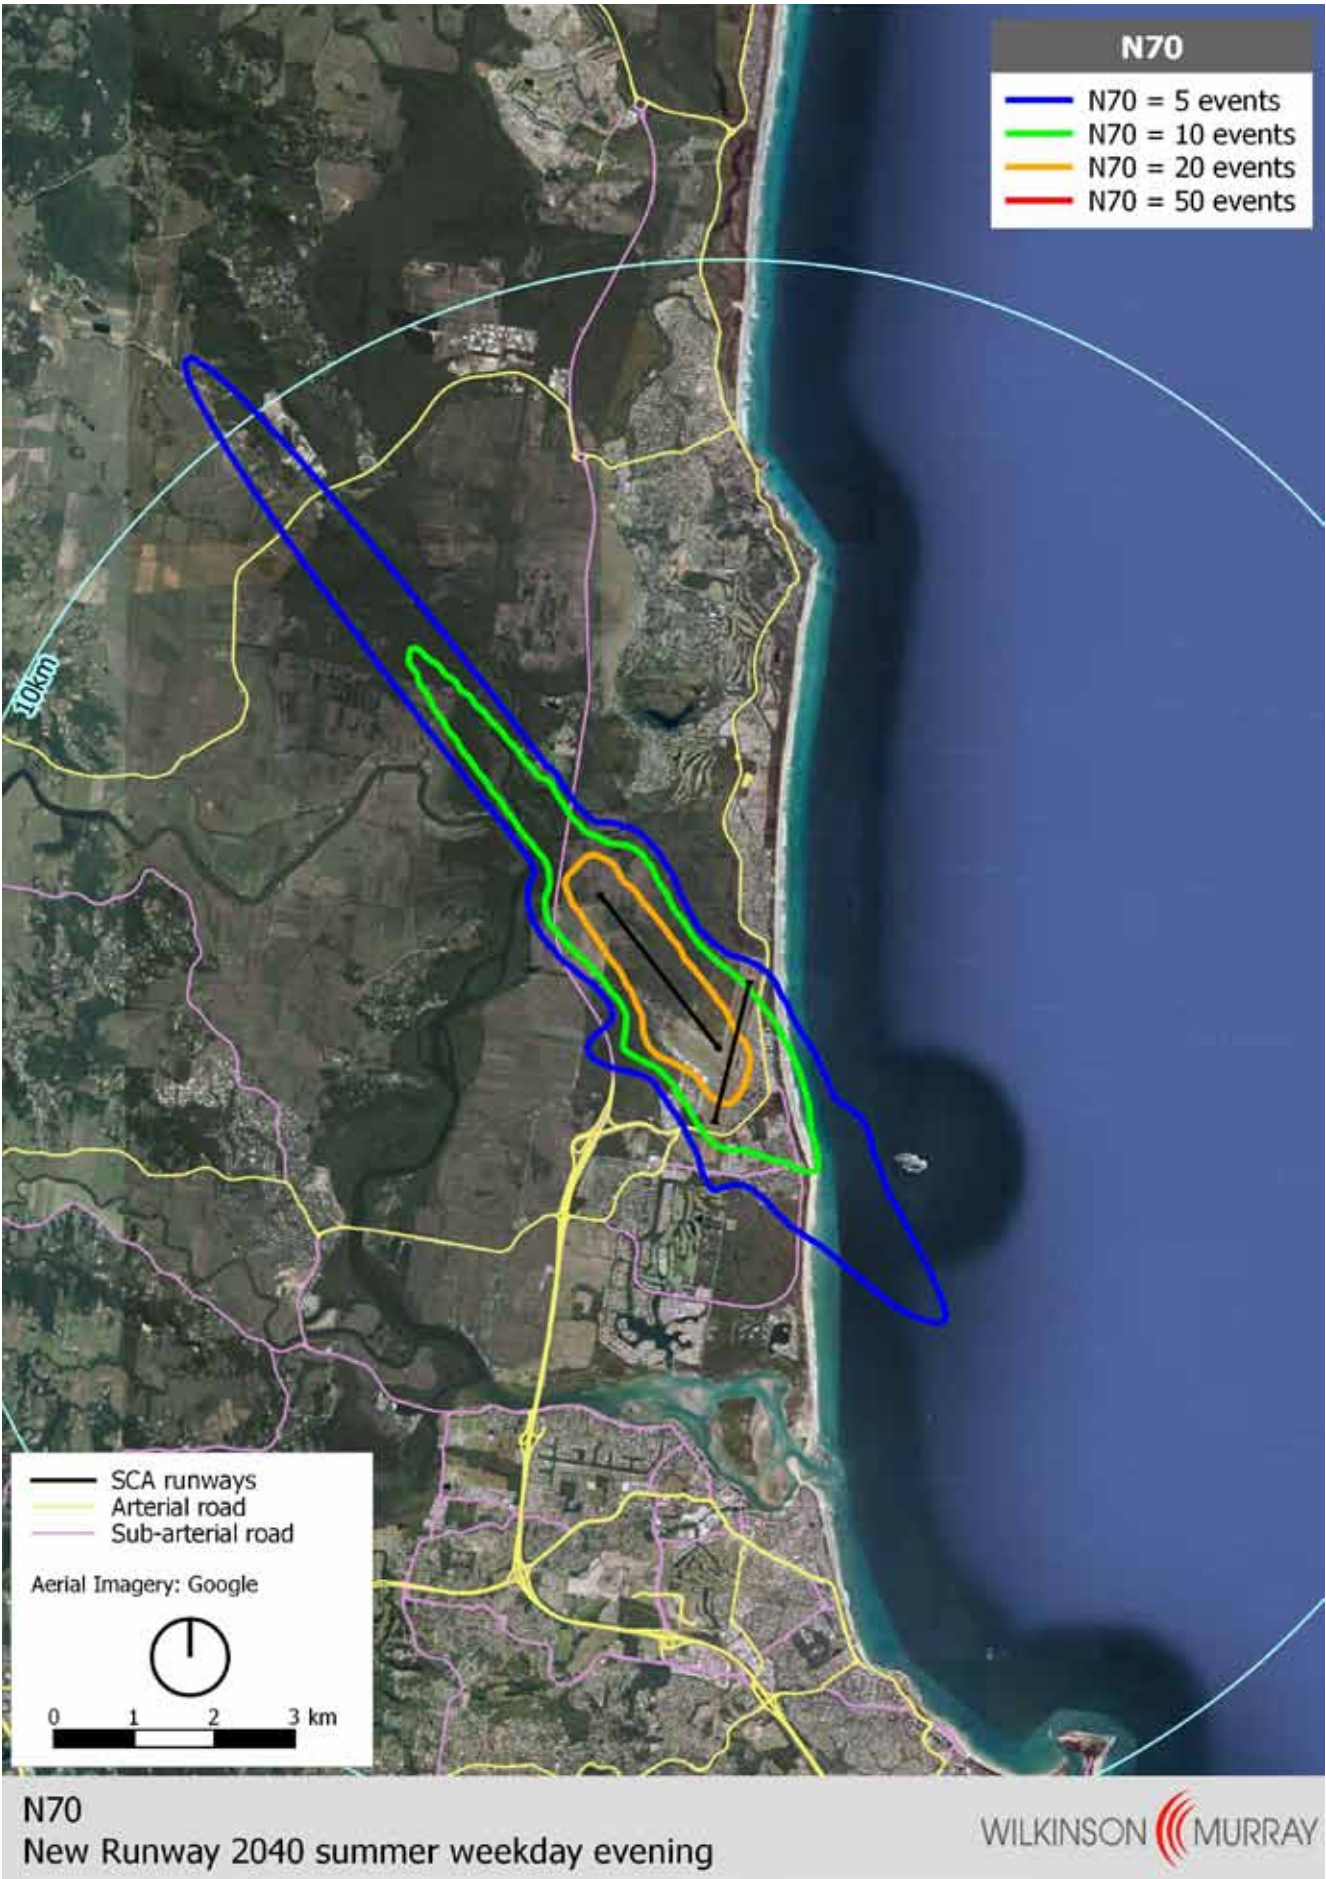 N70
N70 = 5 events
N70 = 10 events
N70 = 20 events
N70 = 50 events
10km
SCA runways
Arterial road
Sub-arterial road
Aerial Imagery: Google
0 1 2 3 km
N70
New Runway 2040 summer weekday evening
WILKINSON MURRAY